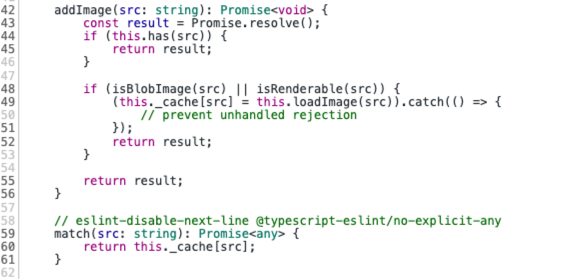 42 addImage(src: string): Promise<void> {
43 const result = Promise.resolve();
44 if (this.has(src)) {
45 return result;
46 }
47
48 if (isBlobImage(src) || isRenderable(src)) {
49 (this._cache[src] = this.loadImage(src)).catch(() => {
50 // prevent unhandled rejection
51 });
52 return result;
53 }
54
55 return result;
56 }
57
58 // eslint-disable-next-line @typescript-eslint/no-explicit-any
59 match(src: string): Promise<any> {
60 return this._cache[src];
61 }
62